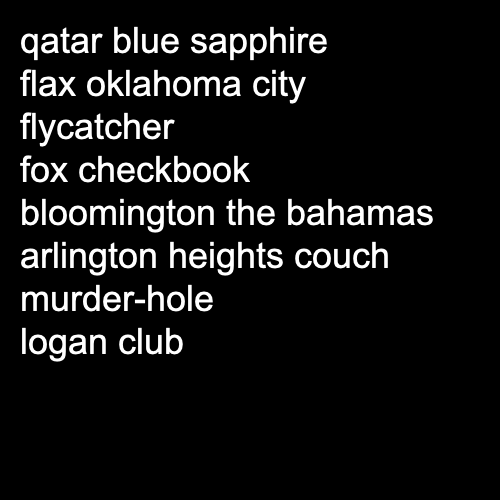 qatar blue sapphire
flax oklahoma city
flycatcher
fox checkbook
bloomington the bahamas
arlington heights couch
murder-hole
logan club